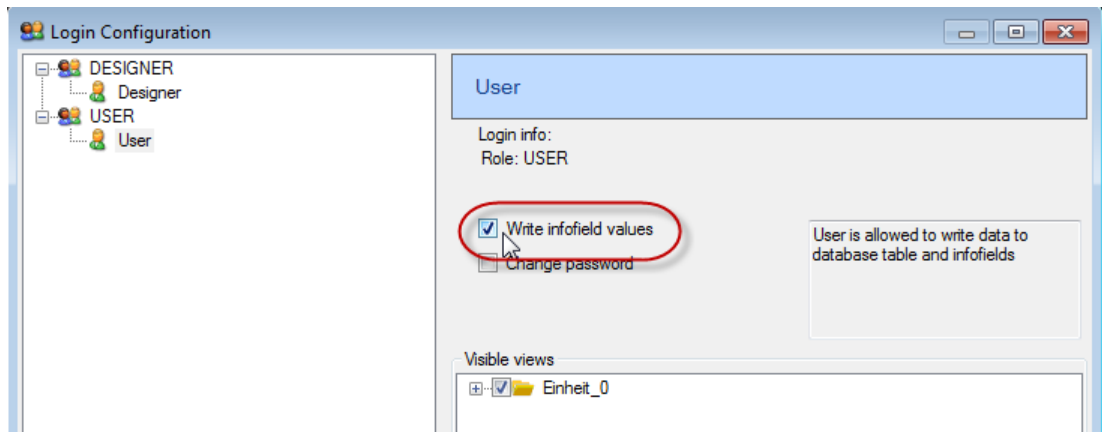 Login Configuration
DESIGNER
Designer
USER
User
User
Login info:
Role: USER
Write infofield values
Change password
User is allowed to write data to
database table and infofields
Visible views
Einheit_0